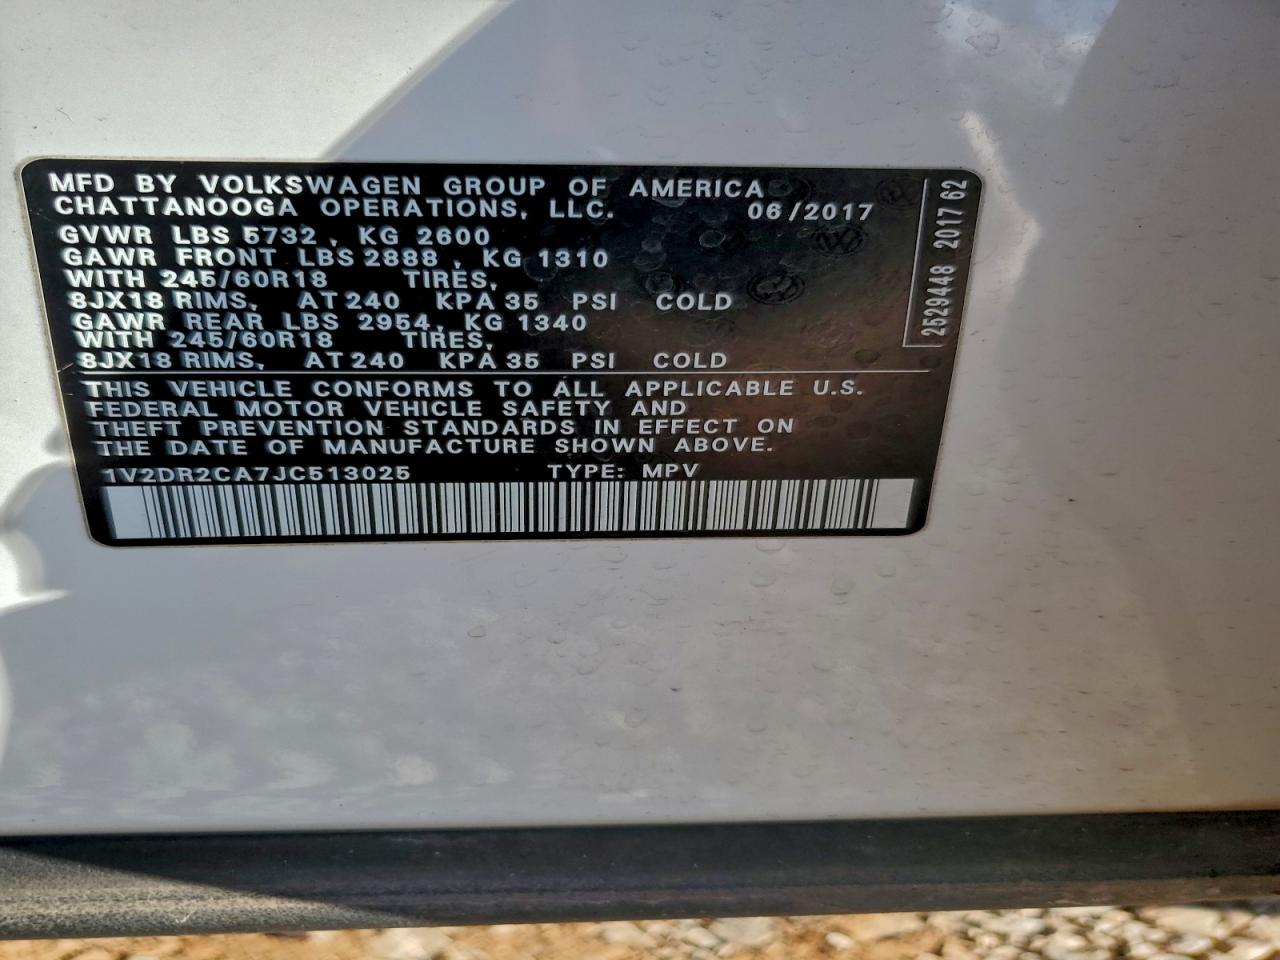 MFD BY VOLKSWAGEN GROUP OF AMERICA
CHATTANOOGA OPERATIONS, LLC. 06/2017
GVWR LBS 5732, KG 2600
GAWR FRONT LBS 2888, KG 1310
WITH 245/60R18 TIRES,
8JX18 RIMS, AT 240 KPA 35 PSI COLD
GAWR REAR LBS 2954, KG 1340
WITH 245/60R18 TIRES,
8JX18 RIMS, AT 240 KPA 35 PSI COLD
THIS VEHICLE CONFORMS TO ALL APPLICABLE U.S.
FEDERAL MOTOR VEHICLE SAFETY AND
THEFT PREVENTION STANDARDS IN EFFECT ON
THE DATE OF MANUFACTURE SHOWN ABOVE.
1V2DR2CA7JC513025 TYPE: MPV
2529448 2017 62